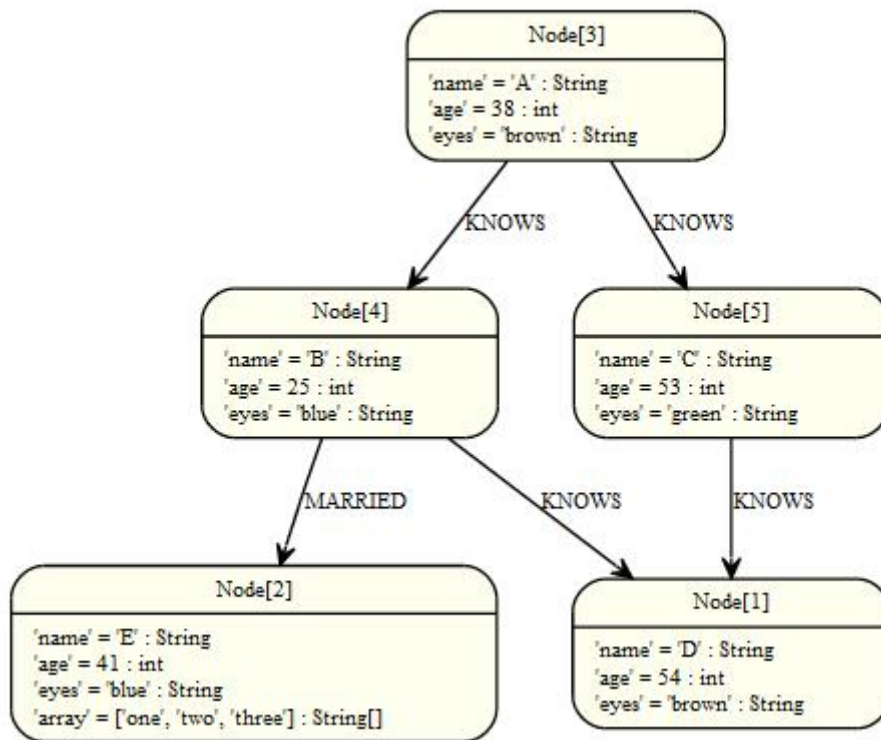 Node[3]
'name' = 'A' : String
'age' = 38 : int
'eyes' = 'brown' : String
KNOWS
KNOWS
Node[4]
'name' = 'B' : String
'age' = 25 : int
'eyes' = 'blue' : String
Node[5]
'name' = 'C' : String
'age' = 53 : int
'eyes' = 'green' : String
MARRIED
KNOWS
KNOWS
Node[2]
'name' = 'E' : String
'age' = 41 : int
'eyes' = 'blue' : String
'array' = ['one', 'two', 'three'] : String[]
Node[1]
'name' = 'D' : String
'age' = 54 : int
'eyes' = 'brown' : String